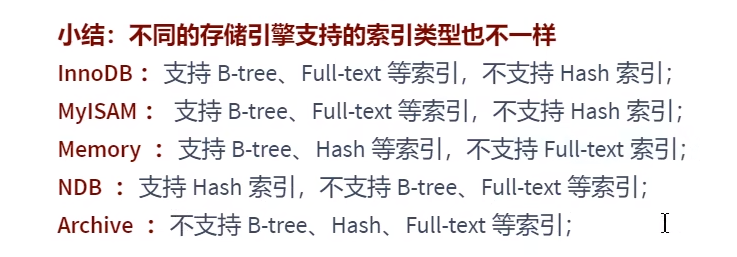 小结：不同的存储引擎支持的索引类型也不一样
InnoDB ：支持 B-tree、Full-text 等索引，不支持 Hash 索引；
MyISAM ： 支持 B-tree、Full-text 等索引，不支持 Hash 索引；
Memory ：支持 B-tree、Hash 等索引，不支持 Full-text 索引；
NDB ：支持 Hash 索引，不支持 B-tree、Full-text 等索引；
Archive ：不支持 B-tree、Hash、Full-text 等索引；